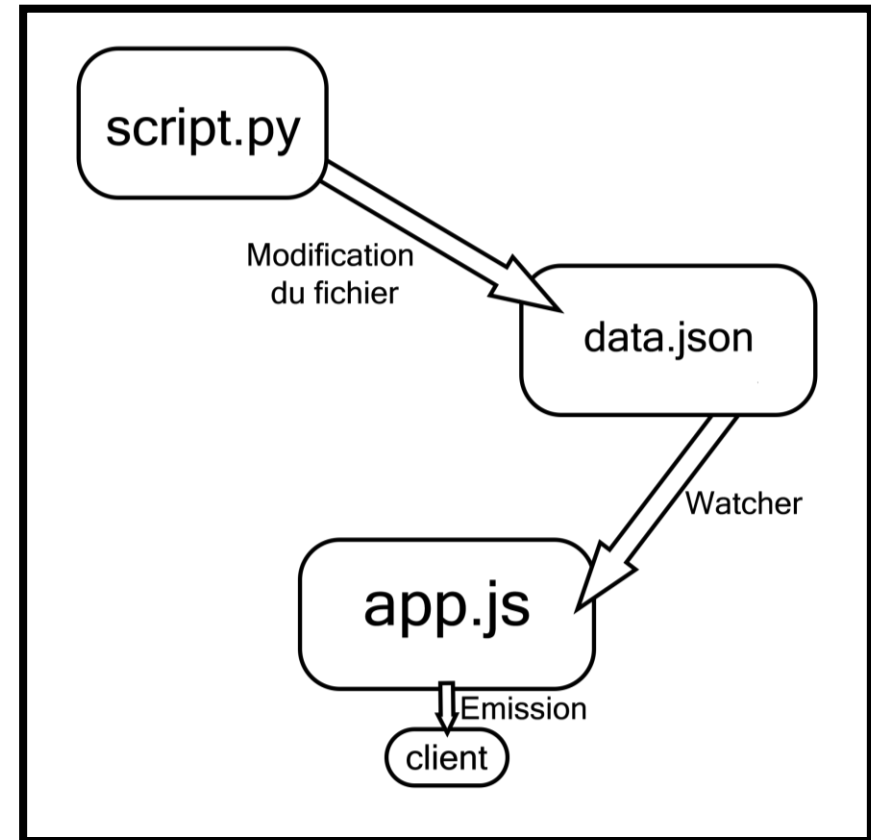 script.py
Modification
du fichier
data.json
Watcher
app.js
Emission
client